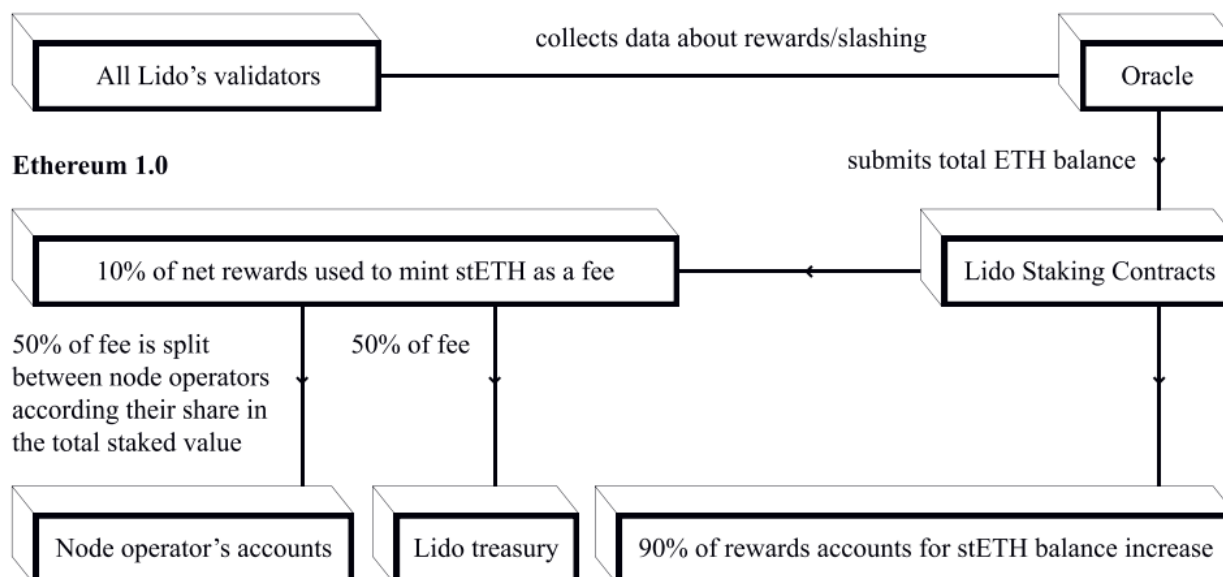 collects data about rewards/slashing
All Lido’s validators
Oracle
Ethereum 1.0
submits total ETH balance
10% of net rewards used to mint stETH as a fee
Lido Staking Contracts
50% of fee is split
between node operators
according their share in
the total staked value
50% of fee
Node operator’s accounts
Lido treasury
90% of rewards accounts for stETH balance increase